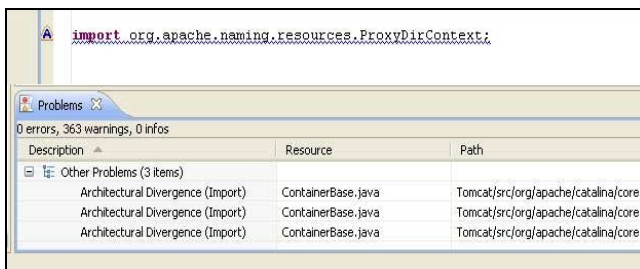 A import org.apache.naming.resources.ProxyDirContext;
Problems
0 errors, 363 warnings, 0 infos
Description Resource Path
Other Problems (3 items)
Architectural Divergence (Import) ContainerBase.java Tomcat/src/org/apache/catalina/core
Architectural Divergence (Import) ContainerBase.java Tomcat/src/org/apache/catalina/core
Architectural Divergence (Import) ContainerBase.java Tomcat/src/org/apache/catalina/core